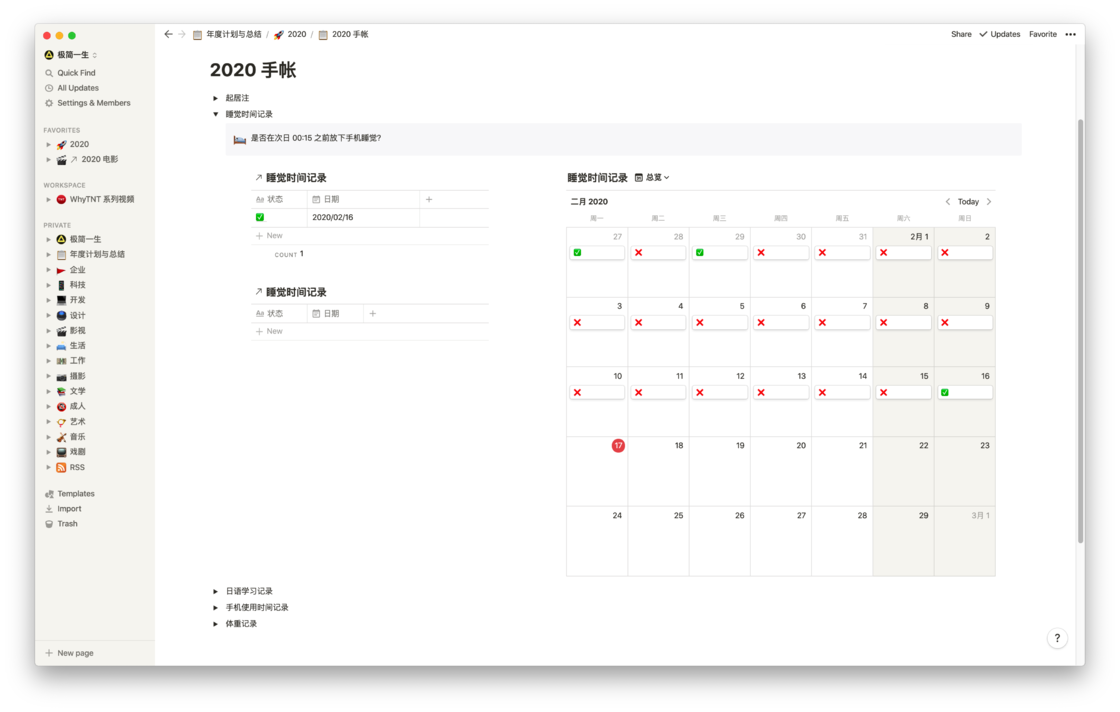 极简一生
Quick Find
All Updates
Settings & Members
FAVORITES
2020
2020 电影
WORKSPACE
WhyTNT 系列视频
PRIVATE
极简一生
年度计划与总结
企业
科技
开发
设计
影视
生活
工作
摄影
文学
成人
艺术
音乐
戏剧
RSS
Templates
Import
Trash
New page
年度计划与总结 / 2020 / 2020 手帐
Share Updates Favorite
2020 手帐
起居注
睡觉时间记录
是否在次日 00:15 之前放下手机睡觉?
睡觉时间记录
Aa 状态 日期 +
2020/02/16
+ New
COUNT 1
睡觉时间记录
Aa 状态 日期 +
+ New
睡觉时间记录 总览
二月 2020 Today
周一 周二 周三 周四 周五 周六 周日
27 28 29 30 31 2月 1 2
3 4 5 6 7 8 9
10 11 12 13 14 15 16
17 18 19 20 21 22 23
24 25 26 27 28 29 3月 1
日语学习记录
手机使用时间记录
体重记录
?